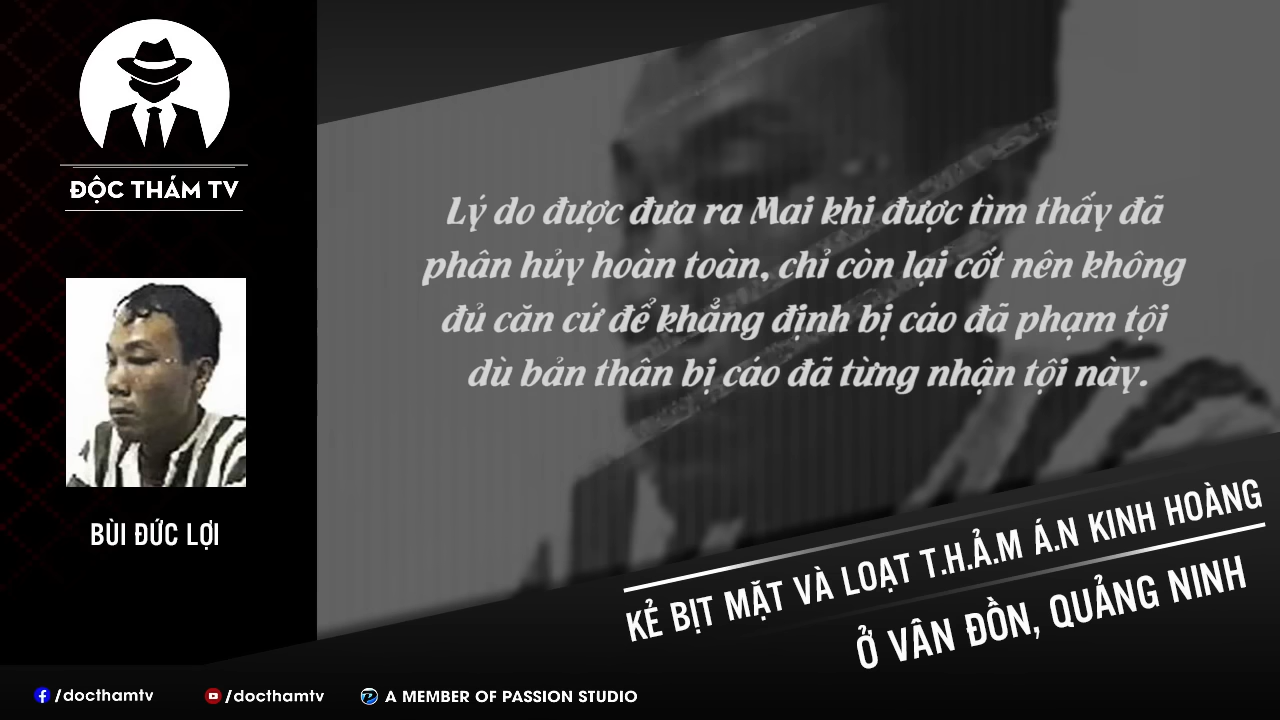 ĐỘC THÁM TV
BÙI ĐỨC LỢI
Lý do được đưa ra Mai khi được tìm thấy đã
phân hủy hoàn toàn, chỉ còn lại cốt nên không
đủ căn cứ để khẳng định bị cáo đã phạm tội
dù bản thân bị cáo đã từng nhận tội này.
KẺ BỊT MẶT VÀ LOẠT T.H.Ả.M Á.N KINH HOÀNG
Ở VÂN ĐỒN, QUẢNG NINH
/docthamtv
/docthamtv
A MEMBER OF PASSION STUDIO